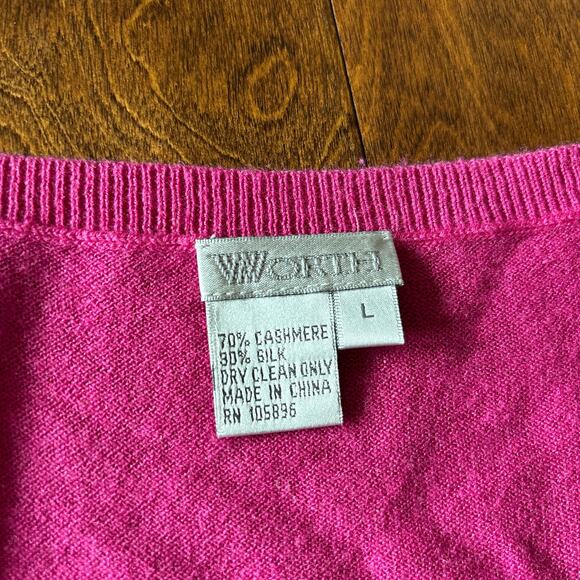 WORTH
L
70% CASHMERE
30% SILK
DRY CLEAN ONLY
MADE IN CHINA
RN 105896